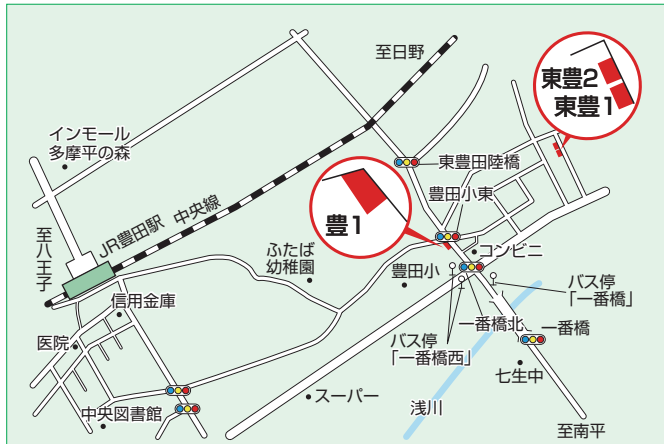 至日野
東豊2
東豊1
インモール
多摩平の森
東豊田陸橋
豊田小東
豊1
JR豊田駅 中央線
至八王子
コンビニ
ふたば
幼稚園
豊田小
バス停
「一番橋」
信用金庫
一番橋北
一番橋
医院
バス停
「一番橋西」
七生中
スーパー
浅川
中央図書館
至南平